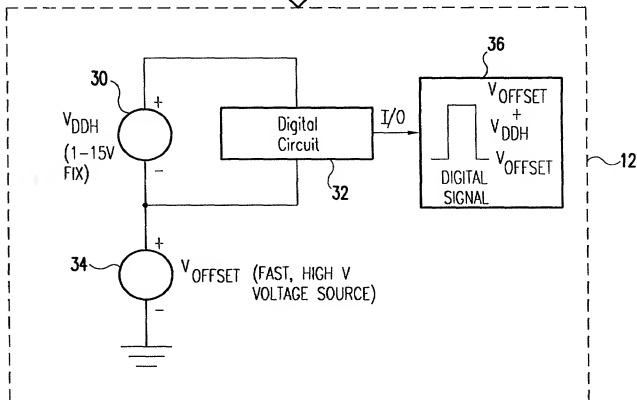 30
+
V DDH
(1-15V
FIX)
-
Digital
Circuit
32
I/O
36
V OFFSET
+
V DDH
V OFFSET
DIGITAL
SIGNAL
12
34
+
V OFFSET (FAST, HIGH V
VOLTAGE SOURCE)
-